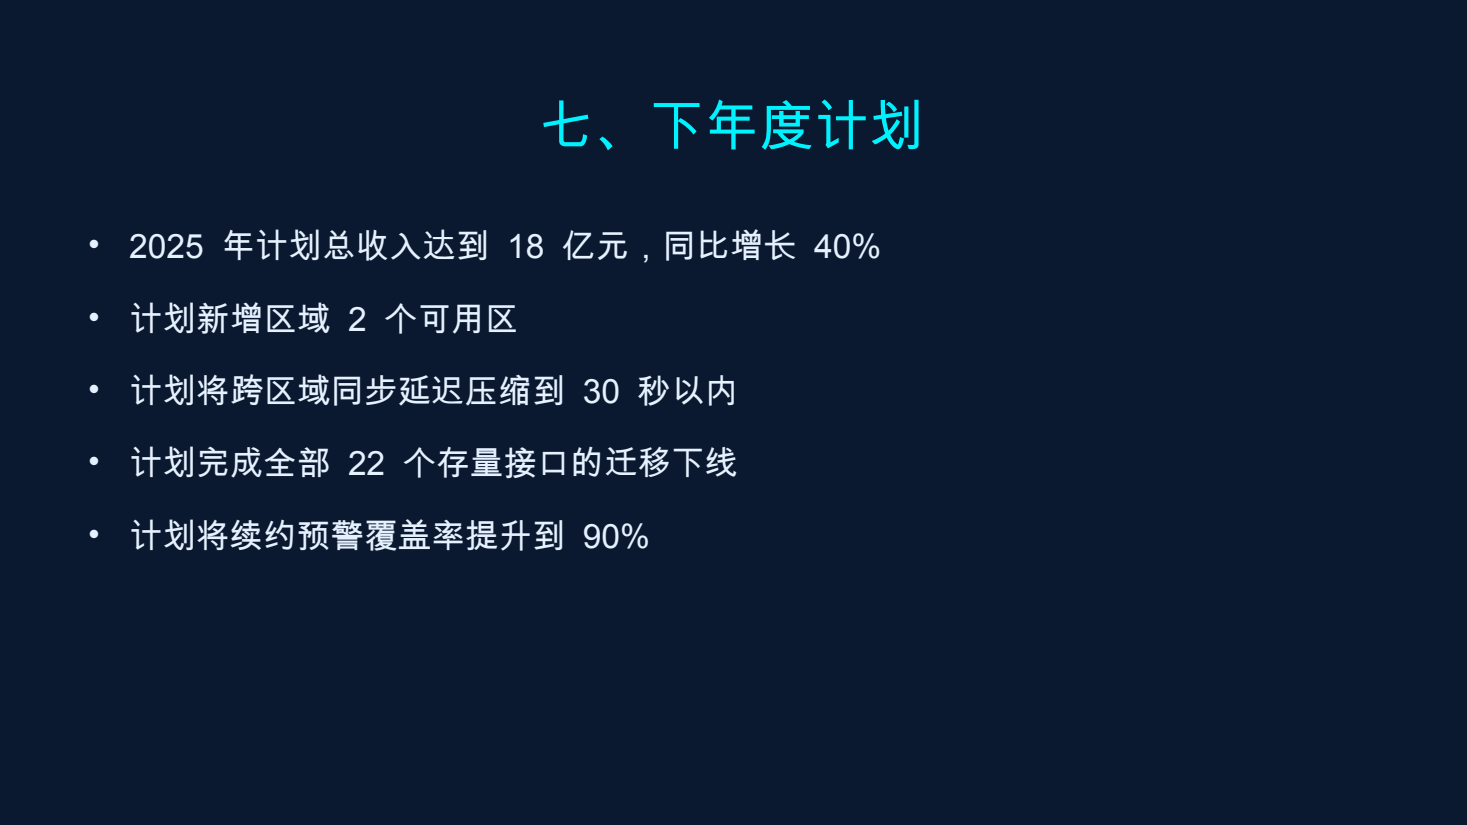 七、下年度计划
• 2025 年计划总收入达到 18 亿元，同比增长 40%
• 计划新增区域 2 个可用区
• 计划将跨区域同步延迟压缩到 30 秒以内
• 计划完成全部 22 个存量接口的迁移下线
• 计划将续约预警覆盖率提升到 90%